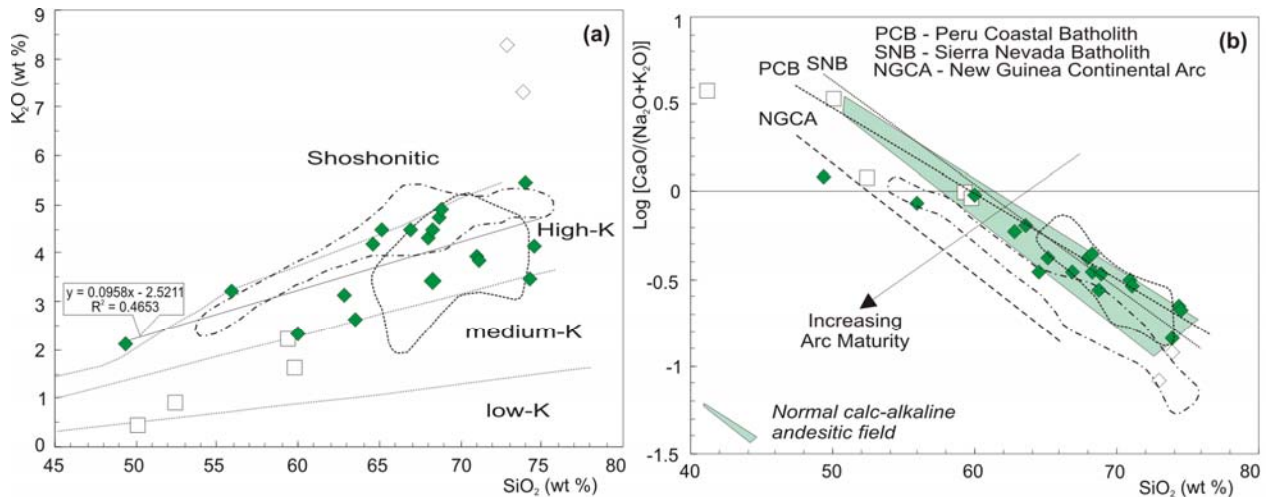 9
8
7
6
5
4
3
2
1
0
K₂O (wt %)
(a)
Shoshonitic
High-K
medium-K
low-K
y = 0.0958x - 2.5211
R² = 0.4653
45 50 55 60 65 70 75 80
SiO₂ (wt %)
1
0.5
0
-0.5
-1
-1.5
Log [CaO/(Na₂O+K₂O)]
PCB - Peru Coastal Batholith
SNB - Sierra Nevada Batholith
NGCA - New Guinea Continental Arc
(b)
SNB
PCB
NGCA
Increasing
Arc Maturity
Normal calc-alkaline
andesitic field
40 50 60 70 80
SiO₂ (wt %)